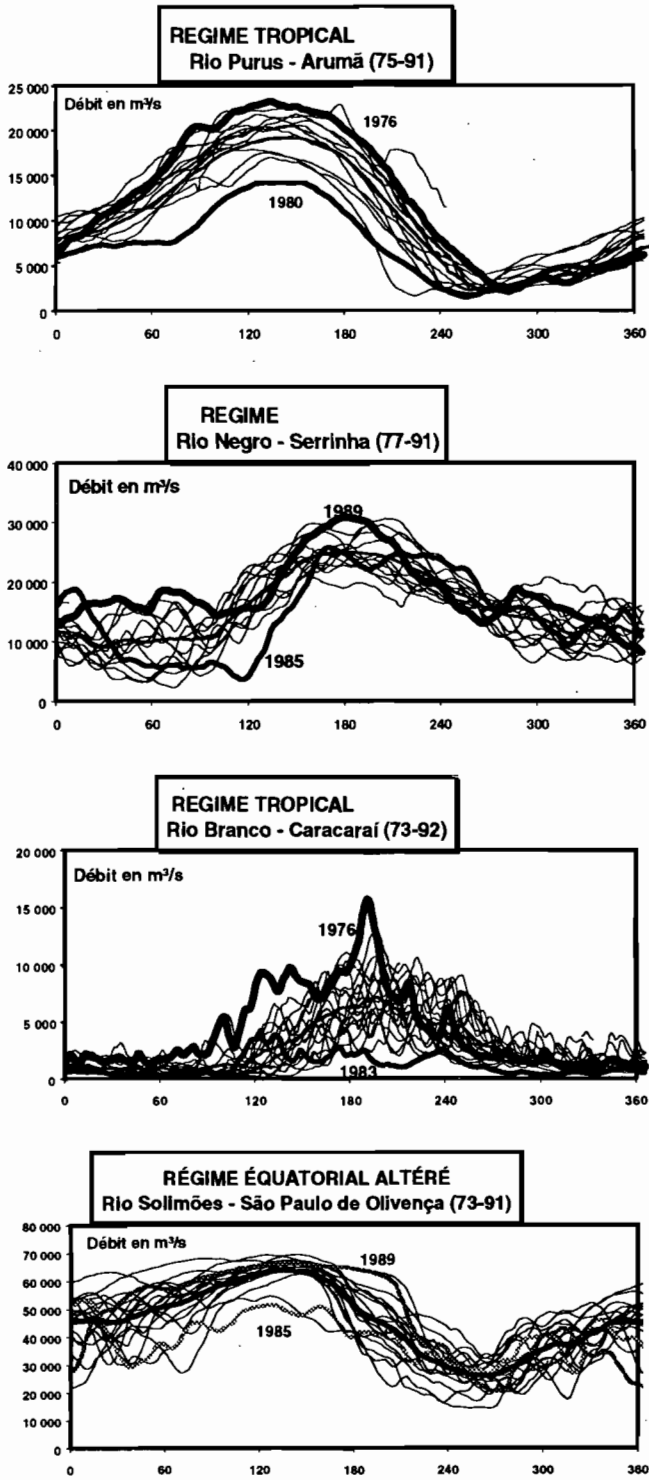 REGIME TROPICAL
Rio Purus - Arumã (75-91)
25 000
Débit en m³/s
1976
20 000
15 000
10 000
1980
5 000
0
0 60 120 180 240 300 360
REGIME
Rio Negro - Serrinha (77-91)
40 000
Débit en m³/s
1989
30 000
20 000
10 000
1985
0
0 60 120 180 240 300 360
REGIME TROPICAL
Rio Branco - Caracaraí (73-92)
20 000
Débit en m³/s
15 000
1976
10 000
5 000
1983
0
0 60 120 180 240 300 360
RÉGIME ÉQUATORIAL ALTÉRÉ
Rio Solimões - São Paulo de Olivença (73-91)
80 000
Débit en m³/s
70 000
1989
60 000
50 000
1985
40 000
30 000
20 000
10 000
0
0 60 120 180 240 300 360